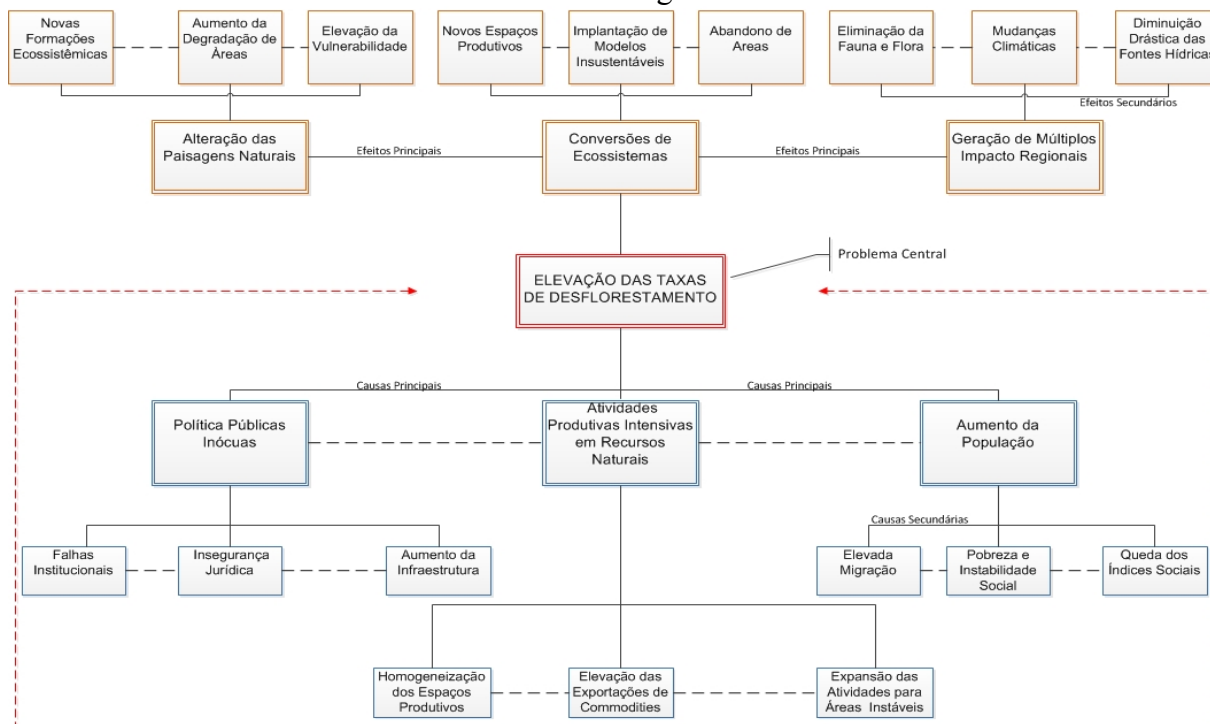 Novas
Formações
Ecossistêmicas
Aumento da
Degradação de
Àreas
Elevação da
Vulnerabilidade
Novos Espaços
Produtivos
Implantação de
Modelos
Insustentáveis
Abandono de
Areas
Eliminação da
Fauna e Flora
Mudanças
Climáticas
Diminuição
Drástica das
Fontes Hídricas
Efeitos Secundários
Alteração das
Paisagens Naturais
Efeitos Principais
Conversões de
Ecossistemas
Efeitos Principais
Geração de Múltiplos
Impacto Regionais
Problema Central
ELEVAÇÃO DAS TAXAS
DE DESFLORESTAMENTO
Causas Principais
Causas Principais
Política Públicas
Inócuas
Atividades
Produtivas Intensivas
em Recursos
Naturais
Aumento da
População
Causas Secundárias
Falhas
Institucionais
Insegurança
Jurídica
Aumento da
Infraestrutura
Elevada
Migração
Pobreza e
Instabilidade
Social
Queda dos
Índices Sociais
Homogeneização
dos Espaços
Produtivos
Elevação das
Exportações de
Commodities
Expansão das
Atividades para
Áreas Instáveis